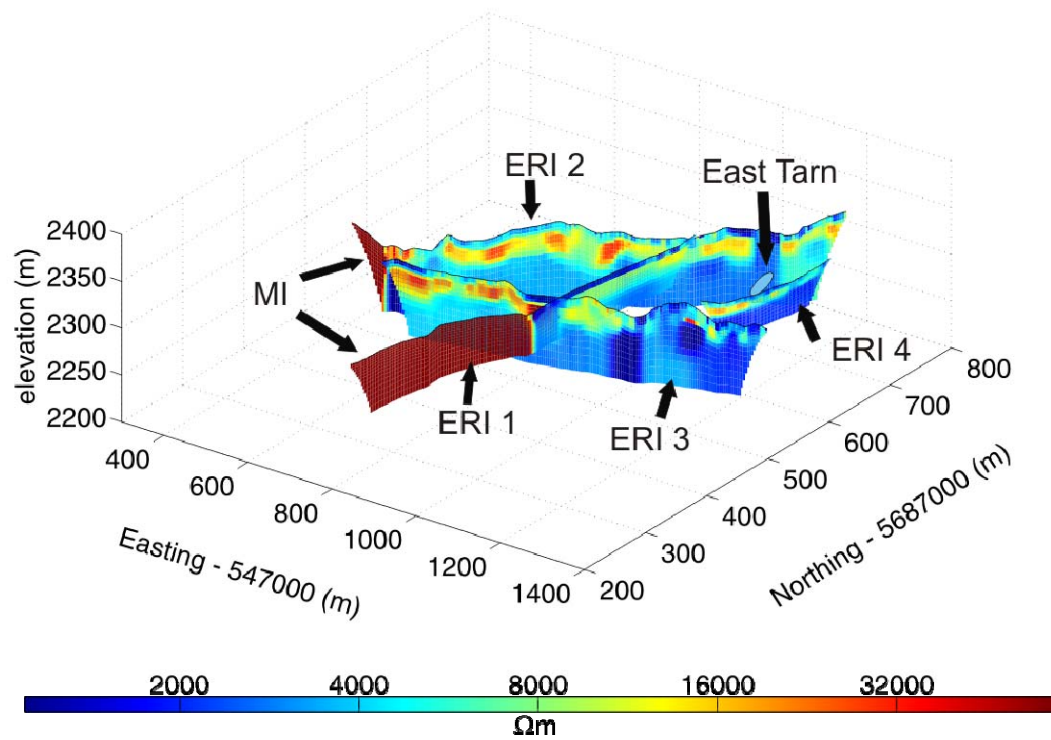 ERI 2
East Tarn
2400
2350
2300
2250
2200
elevation (m)
MI
ERI 1
ERI 3
ERI 4
400
600
800
1000
1200
1400
Easting - 547000 (m)
200
300
400
500
600
700
800
Northing - 5687000 (m)
2000 4000 8000 16000 32000
Ωm